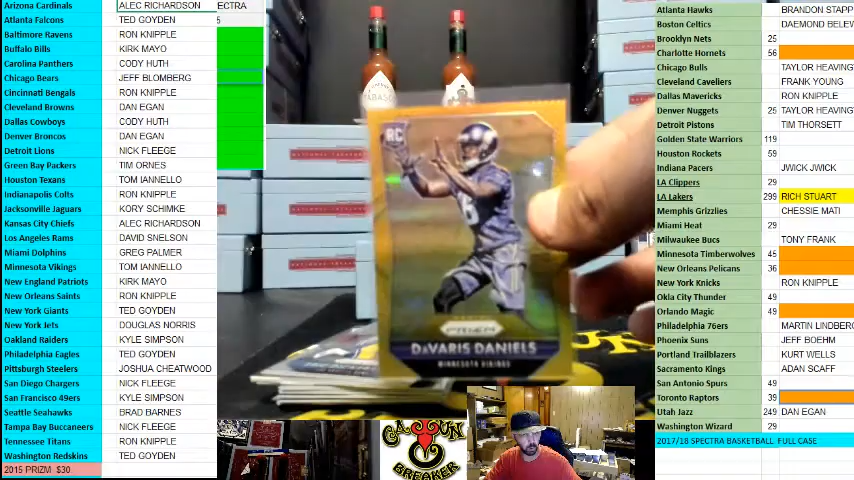 Arizona Cardinals ALEC RICHARDSON ECTRA
Atlanta Falcons TED GOYDEN
Baltimore Ravens RON KNIPPLE
Buffalo Bills KIRK MAYO
Carolina Panthers CODY HUTH
Chicago Bears JEFF BLOMBERG
Cincinnati Bengals RON KNIPPLE
Cleveland Browns DAN EGAN
Dallas Cowboys CODY HUTH
Denver Broncos DAN EGAN
Detroit Lions NICK FLEEGE
Green Bay Packers TIM ORNES
Houston Texans TOM IANNELLO
Indianapolis Colts RON KNIPPLE
Jacksonville Jaguars KORY SCHIMKE
Kansas City Chiefs ALEC RICHARDSON
Los Angeles Rams DAVID SNELSON
Miami Dolphins GREG PALMER
Minnesota Vikings TOM IANNELLO
New England Patriots KIRK MAYO
New Orleans Saints RON KNIPPLE
New York Giants TED GOYDEN
New York Jets DOUGLAS NORRIS
Oakland Raiders KYLE SIMPSON
Philadelphia Eagles TED GOYDEN
Pittsburgh Steelers JOSHUA CHEATWOOD
San Diego Chargers NICK FLEEGE
San Francisco 49ers KYLE SIMPSON
Seattle Seahawks BRAD BARNES
Tampa Bay Buccaneers NICK FLEEGE
Tennessee Titans RON KNIPPLE
Washington Redskins TED GOYDEN
2015 PRIZM $30
TABASCO
RC
PRIZM
DaVARIS DANIELS
MINNESOTA VIKINGS
CAJUN
BREAKER
Atlanta Hawks BRANDON STAPP
Boston Celtics DAEMOND BELEW
Brooklyn Nets 25
Charlotte Hornets 56
Chicago Bulls TAYLOR HEAVING
Cleveland Caveliers FRANK YOUNG
Dallas Mavericks RON KNIPPLE
Denver Nuggets 25 TAYLOR HEAVING
Detroit Pistons TIM THORSETT
Golden State Warriors 119
Houston Rockets 59
Indiana Pacers JWICK JWICK
LA Clippers 29
LA Lakers 299 RICH STUART
Memphis Grizzlies CHESSIE MATI
Miami Heat 29
Milwaukee Bucs TONY FRANK
Minnesota Timberwolves 45
New Orleans Pelicans 36
New York Knicks RON KNIPPLE
Okla City Thunder 49
Orlando Magic 49
Philadelphia 76ers MARTIN LINDBERG
Phoenix Suns JEFF BOEHM
Portland Trailblazers KURT WELLS
Sacramento Kings ADAN SCAFF
San Antonio Spurs 49
Toronto Raptors 39
Utah Jazz 249 DAN EGAN
Washington Wizard 29
2017/18 SPECTRA BASKETBALL FULL CASE